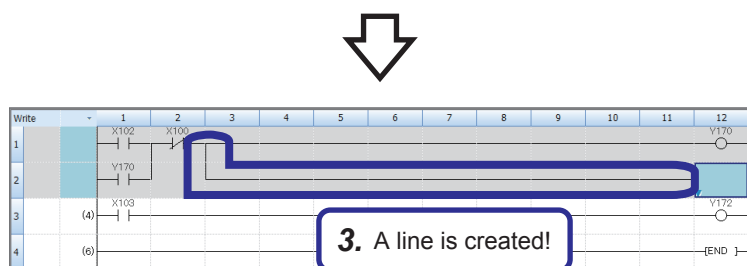 Write 1 2 3 4 5 6 7 8 9 10 11 12
X102 X100 Y170
1
Y170
2
X103 Y172
3 (4)
3. A line is created!
4 (6) [END ]